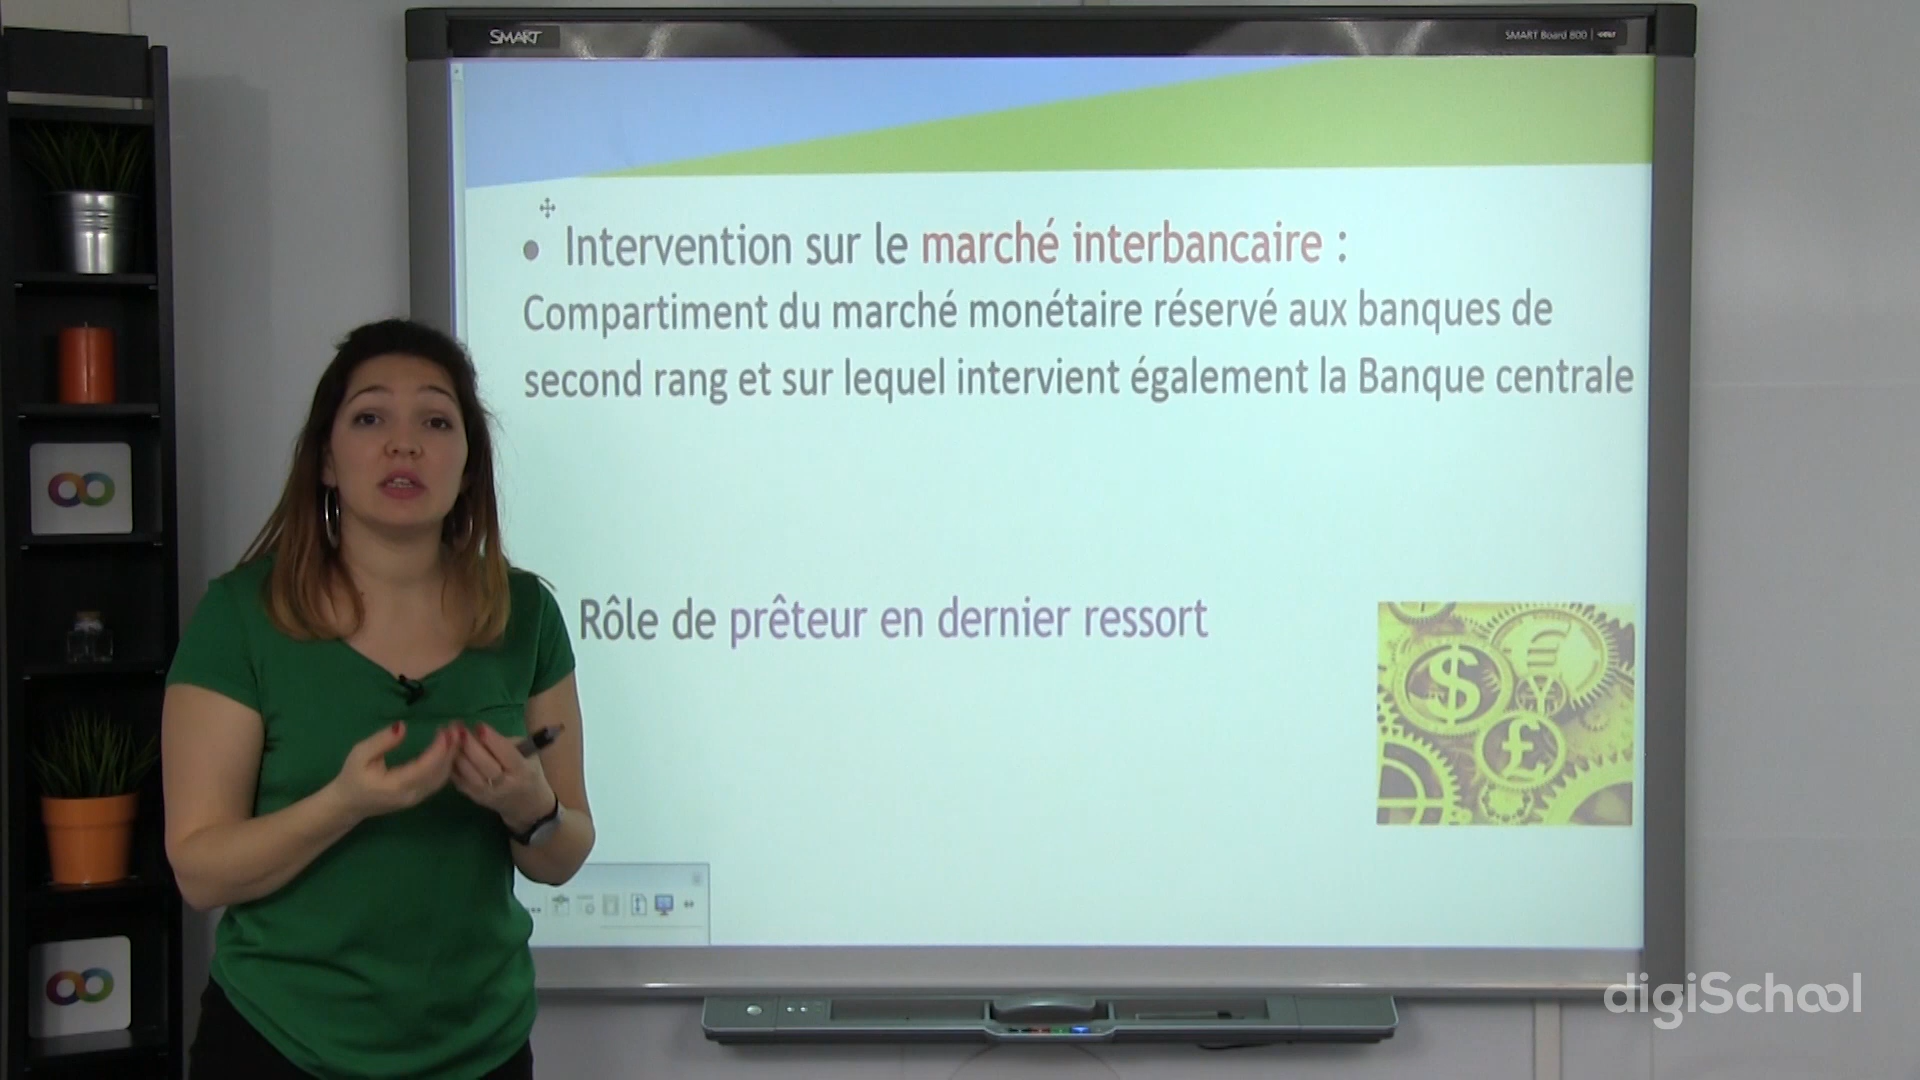 SMART
SMART Board 800
• Intervention sur le marché interbancaire :
Compartiment du marché monétaire réservé aux banques de
second rang et sur lequel intervient également la Banque centrale
Rôle de prêteur en dernier ressort
$ € ¥ £
digiSchool